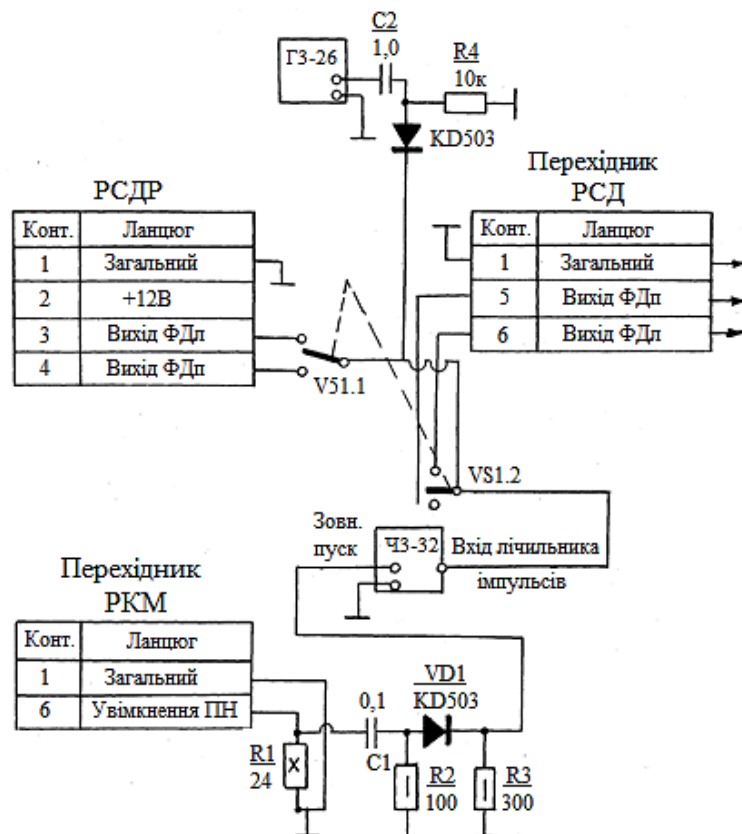 C2
1,0
ГЗ-26
R4
10к
KD503
РСДР
Конт. Ланцюг
1 Загальний
2 +12В
3 Вихід ФДл
4 Вихід ФДп
V51.1
Перехідник
РСД
Конт. Ланцюг
1 Загальний
5 Вихід ФДп
6 Вихід ФДл
VS1.2
Зовн.
пуск
ЧЗ-32
Вхід лічильника
імпульсів
Перехідник
РКМ
Конт. Ланцюг
1 Загальний
6 Увімкнення ПН
R1
24
0,1
C1
VD1
KD503
R2
100
R3
300